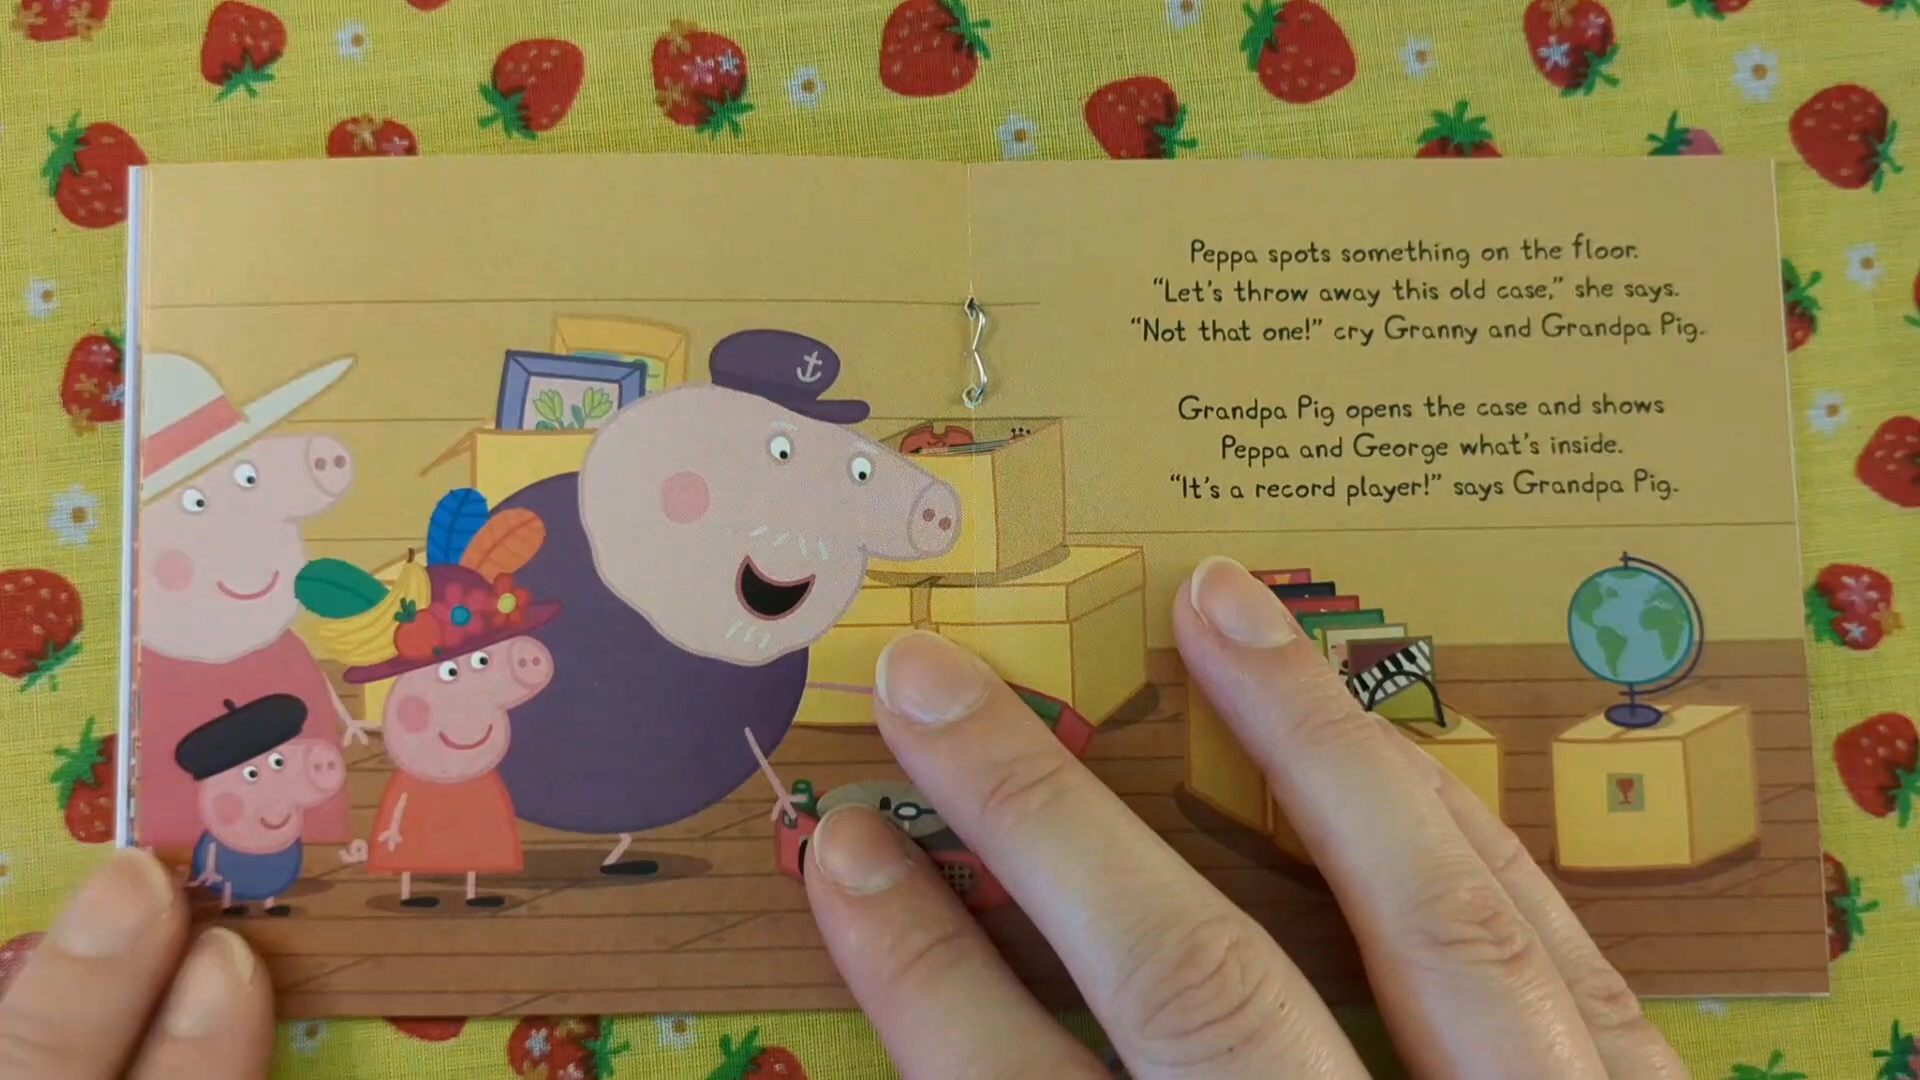 Peppa spots something on the floor.
“Let’s throw away this old case,” she says.
“Not that one!” cry Granny and Grandpa Pig.
Grandpa Pig opens the case and shows
Peppa and George what’s inside.
“It’s a record player!” says Grandpa Pig.